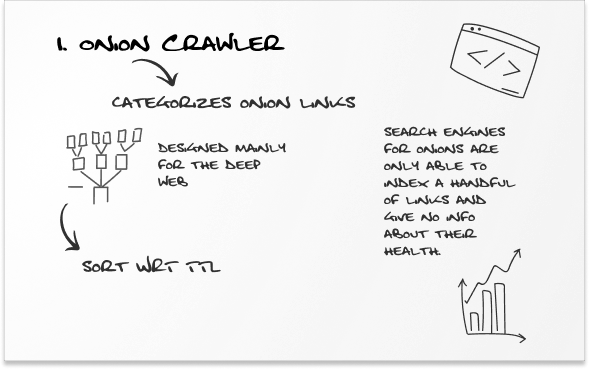 1. ONION CRAWLER
CATEGORIZES ONION LINKS
DESIGNED MAINLY
FOR THE DEEP
WEB
SORT WRT TTL
SEARCH ENGINES
FOR ONIONS ARE
ONLY ABLE TO
INDEX A HANDFUL
OF LINKS AND
GIVE NO INFO
ABOUT THEIR
HEALTH.